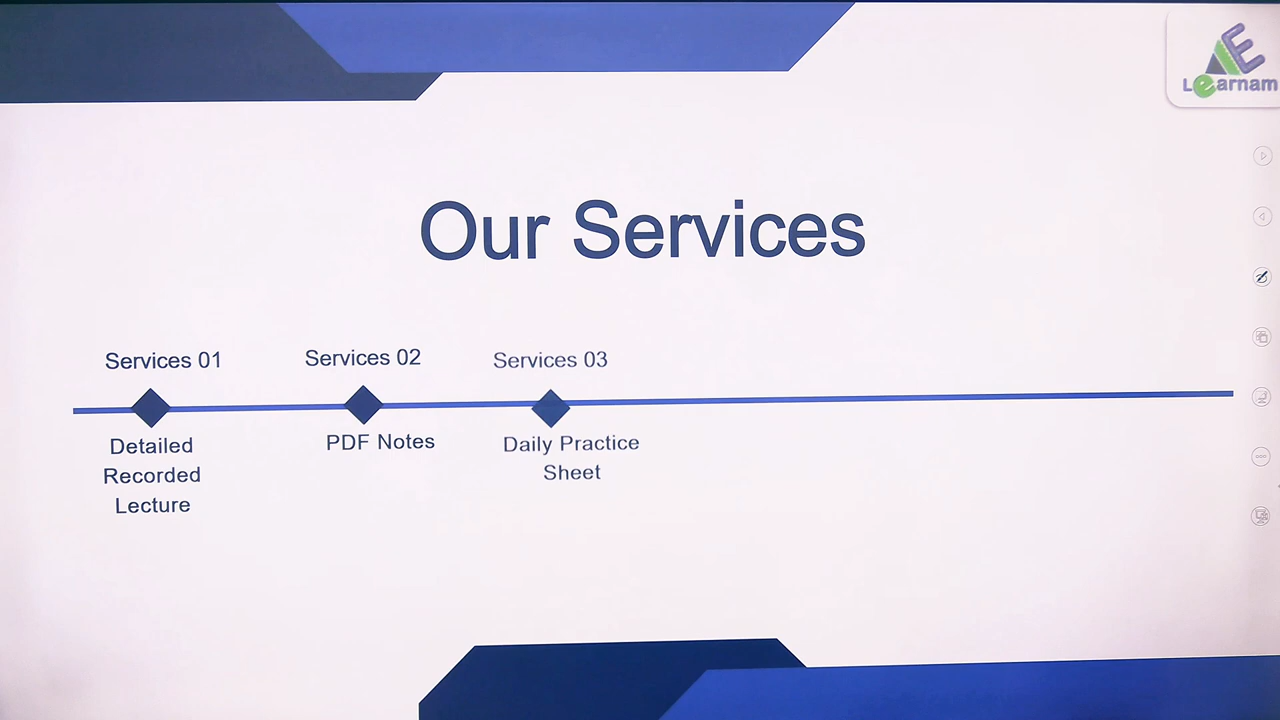 Learnam
Our Services
Services 01
Services 02
Services 03
Detailed
Recorded
Lecture
PDF Notes
Daily Practice
Sheet